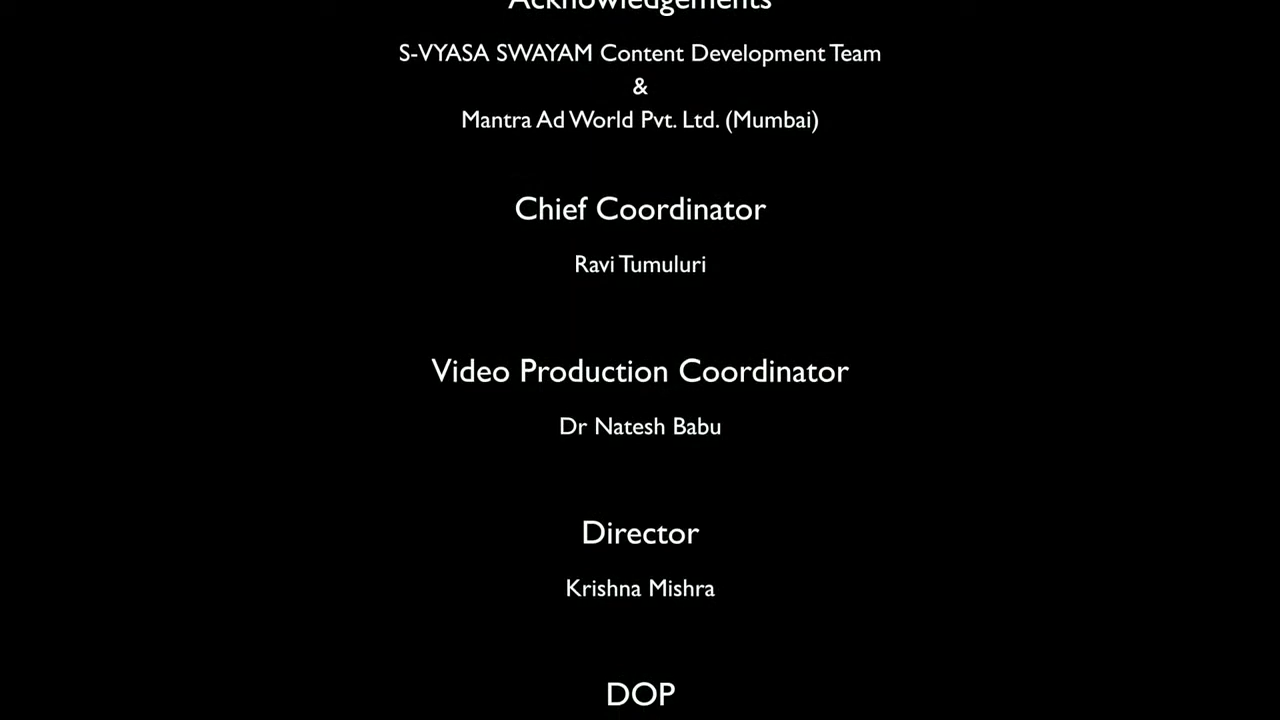 Acknowledgements
S-VYASA SWAYAM Content Development Team
&
Mantra Ad World Pvt. Ltd. (Mumbai)
Chief Coordinator
Ravi Tumuluri
Video Production Coordinator
Dr Natesh Babu
Director
Krishna Mishra
DOP